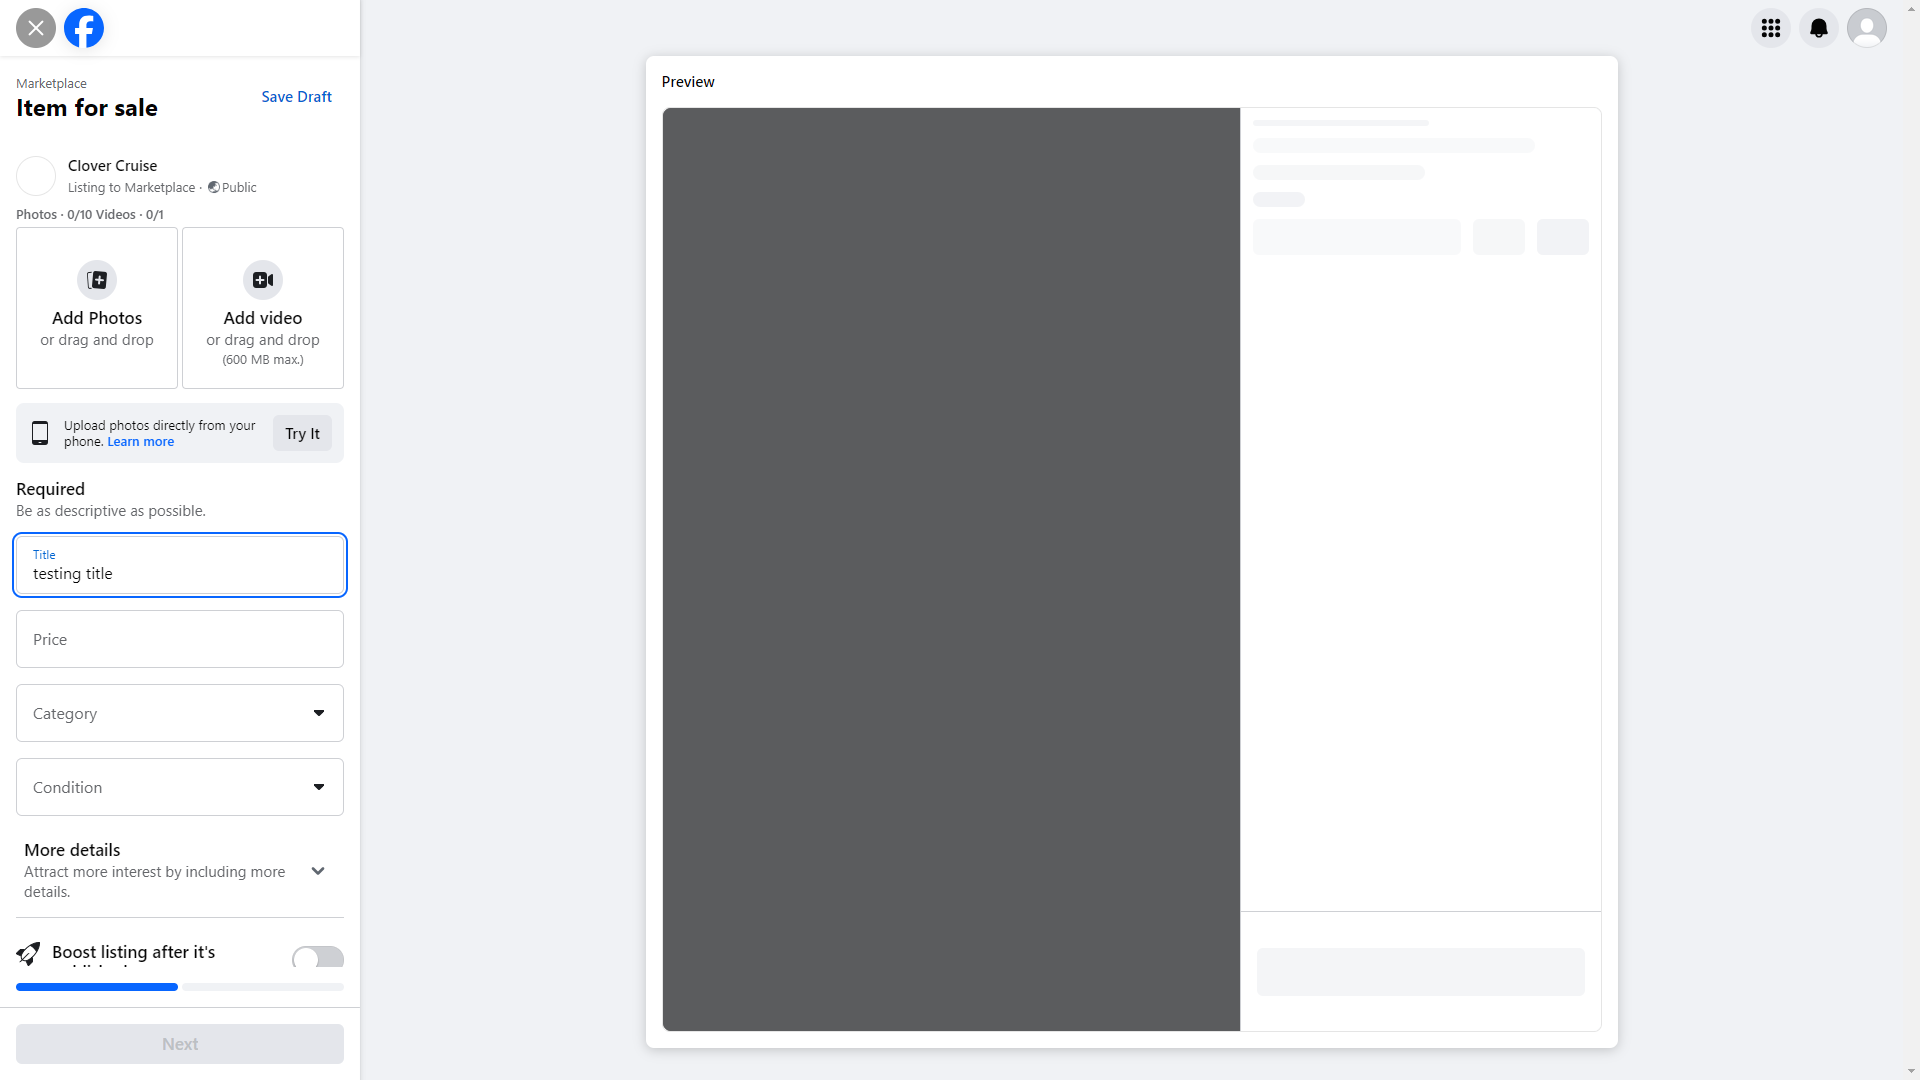 Marketplace
Item for sale
Save Draft
Clover Cruise
Listing to Marketplace · Public
Photos · 0/10 Videos · 0/1
Add Photos
or drag and drop
Add video
or drag and drop
(600 MB max.)
Upload photos directly from your
phone. Learn more
Try It
Required
Be as descriptive as possible.
Title
testing title
Price
Category
Condition
More details
Attract more interest by including more
details.
Boost listing after it's
Next
Preview